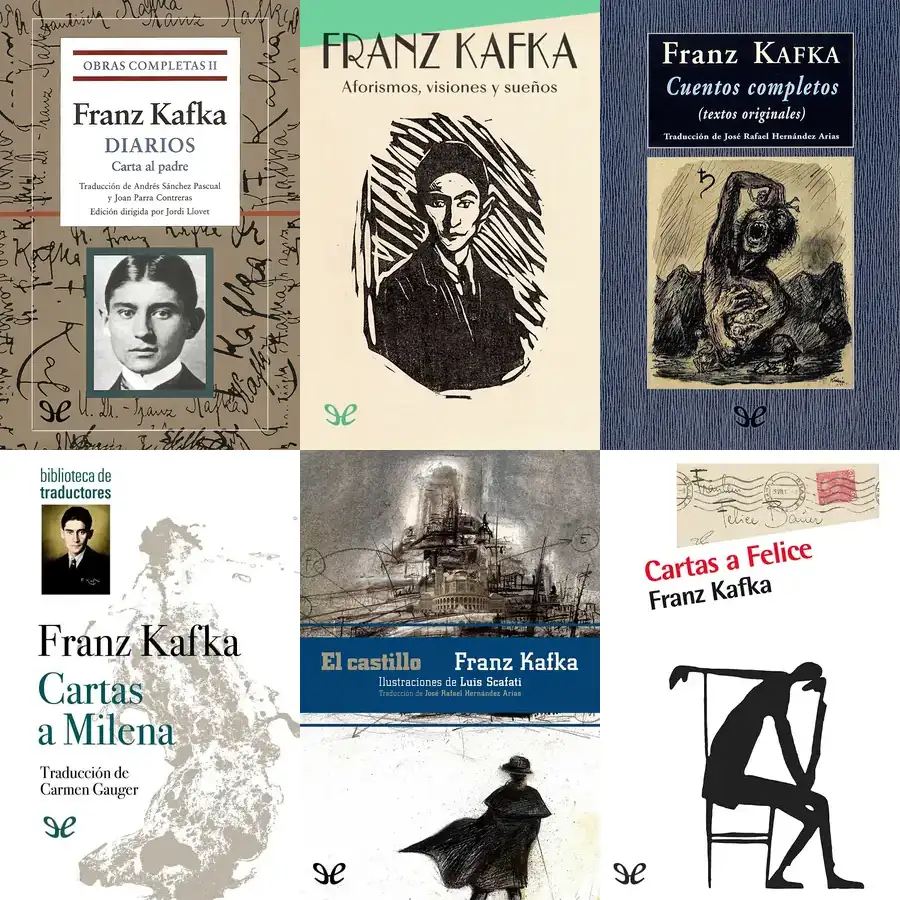 OBRAS COMPLETAS II
Franz Kafka
DIARIOS
Carta al padre
Traducción de Andrés Sánchez Pascual
y Joan Parra Contreras
Edición dirigida por Jordi Llovet
FRANZ KAFKA
Aforismos, visiones y sueños
Franz KAFKA
Cuentos completos
(textos originales)
Traducción de José Rafael Hernández Arias
biblioteca de
traductores
Franz Kafka
Cartas
a Milena
Traducción de
Carmen Gauger
El castillo Franz Kafka
Ilustraciones de Luis Scafati
Traducción de José Rafael Hernández Arias
Felice Bauer
Cartas a Felice
Franz Kafka